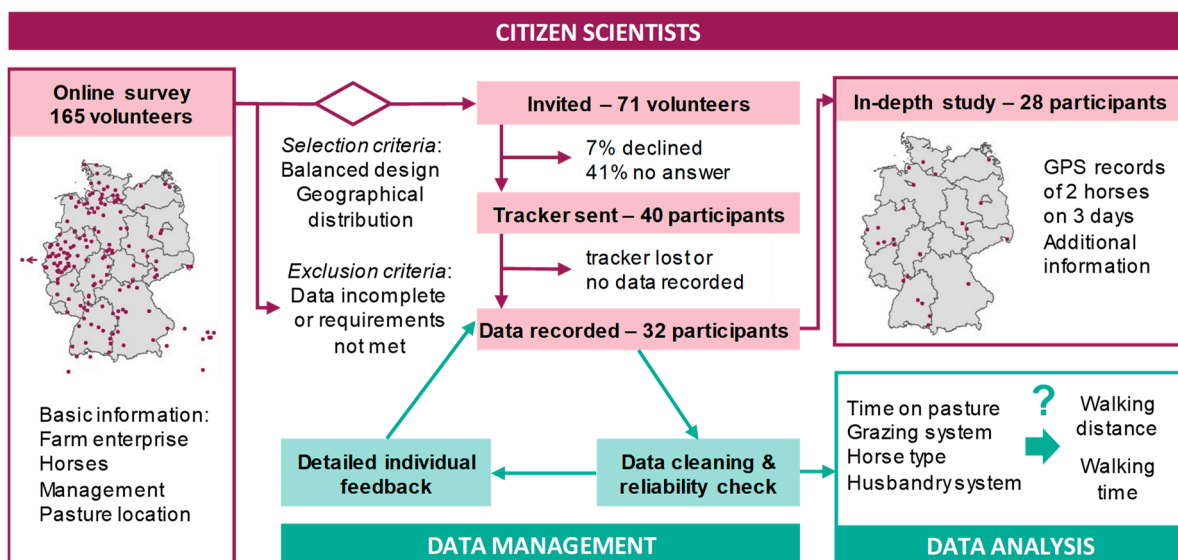 CITIZEN SCIENTISTS
Online survey
165 volunteers
Basic information:
Farm enterprise
Horses
Management
Pasture location
Selection criteria:
Balanced design
Geographical
distribution
Exclusion criteria:
Data incomplete
or requirements
not met
Invited – 71 volunteers
7% declined
41% no answer
Tracker sent – 40 participants
tracker lost or
no data recorded
Data recorded – 32 participants
In-depth study – 28 participants
GPS records
of 2 horses
on 3 days
Additional
information
Detailed individual
feedback
Data cleaning &
reliability check
DATA MANAGEMENT
Time on pasture
Grazing system
Horse type
Husbandry system
?
Walking
distance
Walking
time
DATA ANALYSIS